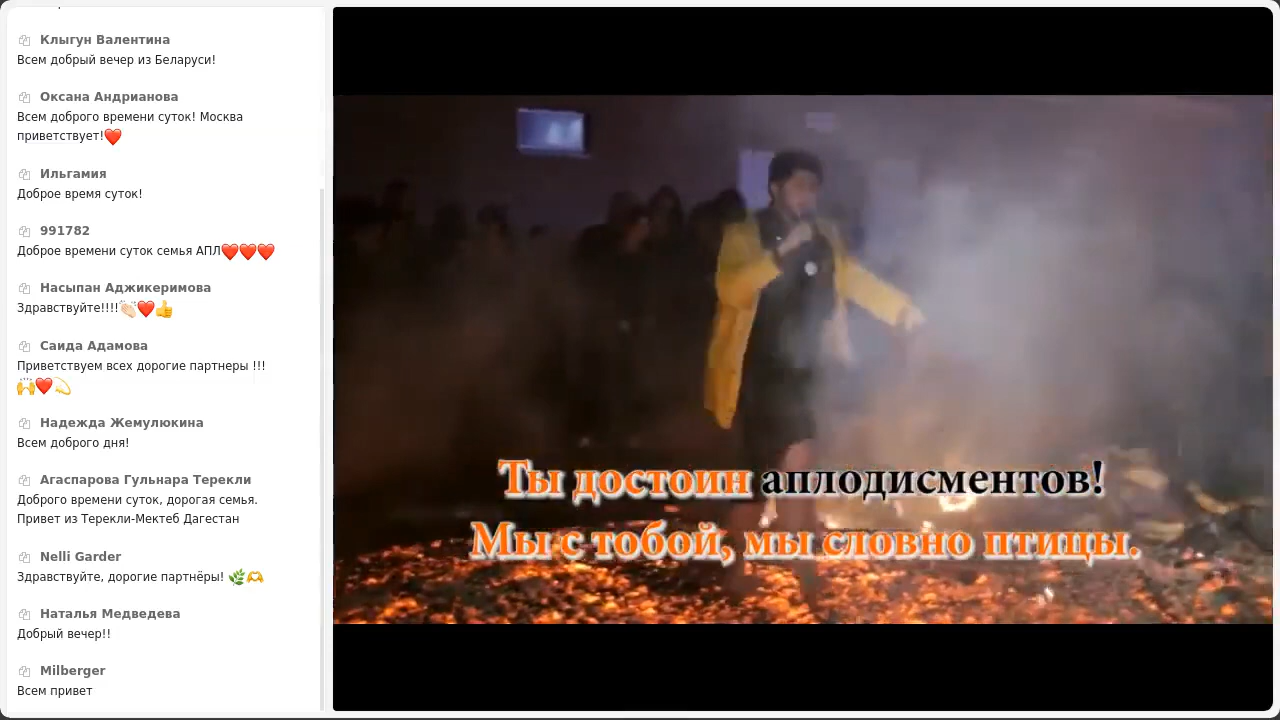 Клыгун Валентина
Всем добрый вечер из Беларуси!
Оксана Андрианова
Всем доброго времени суток! Москва
приветствует!❤️
Ильгамия
Доброе время суток!
991782
Доброе времени суток семья АПЛ❤️❤️❤️
Насыпан Аджикеримова
Здравствуйте!!!!👏🏻❤️👍
Саида Адамова
Приветствуем всех дорогие партнеры !!!
🙌❤️💫
Надежда Жемулюкина
Всем доброго дня!
Агаспарова Гульнара Терекли
Доброго времени суток, дорогая семья.
Привет из Терекли-Мектеб Дагестан
Nelli Garder
Здравствуйте, дорогие партнёры! 🌿🫶
Наталья Медведева
Добрый вечер!!
Milberger
Всем привет
Ты достоин аплодисментов!
Мы с тобой, мы словно птицы.